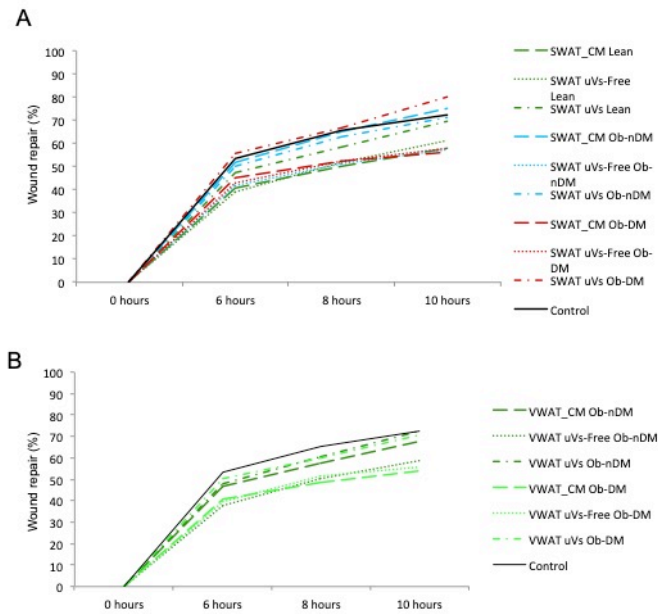 A
100
90
80
70
60
50
40
30
20
10
0
Wound repair (%)
0 hours
6 hours
8 hours
10 hours
SWAT_CM Lean
SWAT uVs-Free
Lean
SWAT uVs Lean
SWAT_CM Ob-nDM
SWAT uVs-Free Ob-
nDM
SWAT uVs Ob-nDM
SWAT_CM Ob-DM
SWAT uVs-Free Ob-
DM
SWAT uVs Ob-DM
Control
B
100
90
80
70
60
50
40
30
20
10
0
Wound repair (%)
0 hours
6 hours
8 hours
10 hours
VWAT_CM Ob-nDM
VWAT uVs-Free Ob-nDM
VWAT uVs Ob-nDM
VWAT_CM Ob-DM
VWAT uVs-Free Ob-DM
VWAT uVs Ob-DM
Control